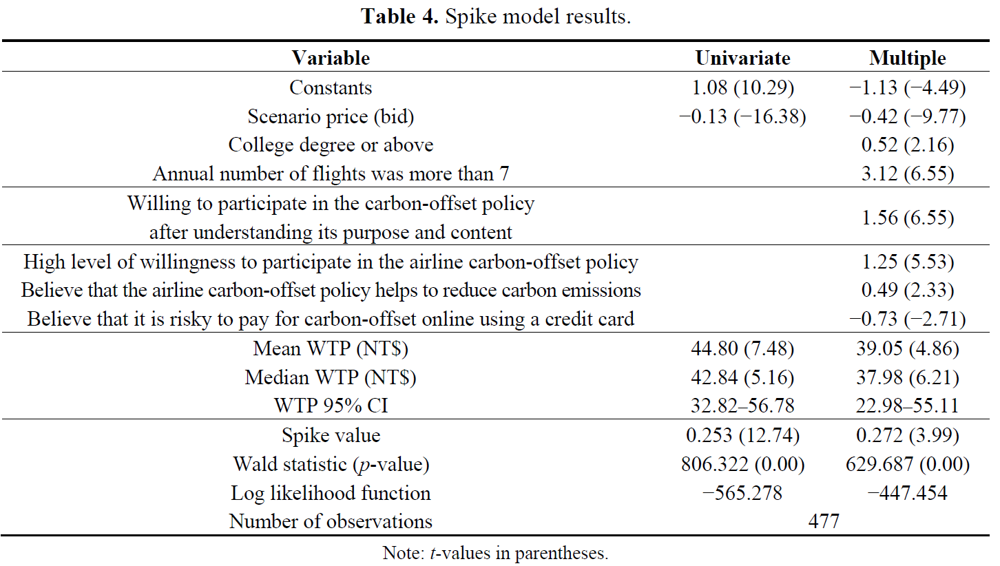 Table 4. Spike model results.
Variable Univariate Multiple
Constants 1.08 (10.29) −1.13 (−4.49)
Scenario price (bid) −0.13 (−16.38) −0.42 (−9.77)
College degree or above 0.52 (2.16)
Annual number of flights was more than 7 3.12 (6.55)
Willing to participate in the carbon-offset policy
after understanding its purpose and content 1.56 (6.55)
High level of willingness to participate in the airline carbon-offset policy 1.25 (5.53)
Believe that the airline carbon-offset policy helps to reduce carbon emissions 0.49 (2.33)
Believe that it is risky to pay for carbon-offset online using a credit card −0.73 (−2.71)
Mean WTP (NT$) 44.80 (7.48) 39.05 (4.86)
Median WTP (NT$) 42.84 (5.16) 37.98 (6.21)
WTP 95% CI 32.82–56.78 22.98–55.11
Spike value 0.253 (12.74) 0.272 (3.99)
Wald statistic (p-value) 806.322 (0.00) 629.687 (0.00)
Log likelihood function −565.278 −447.454
Number of observations 477
Note: t-values in parentheses.